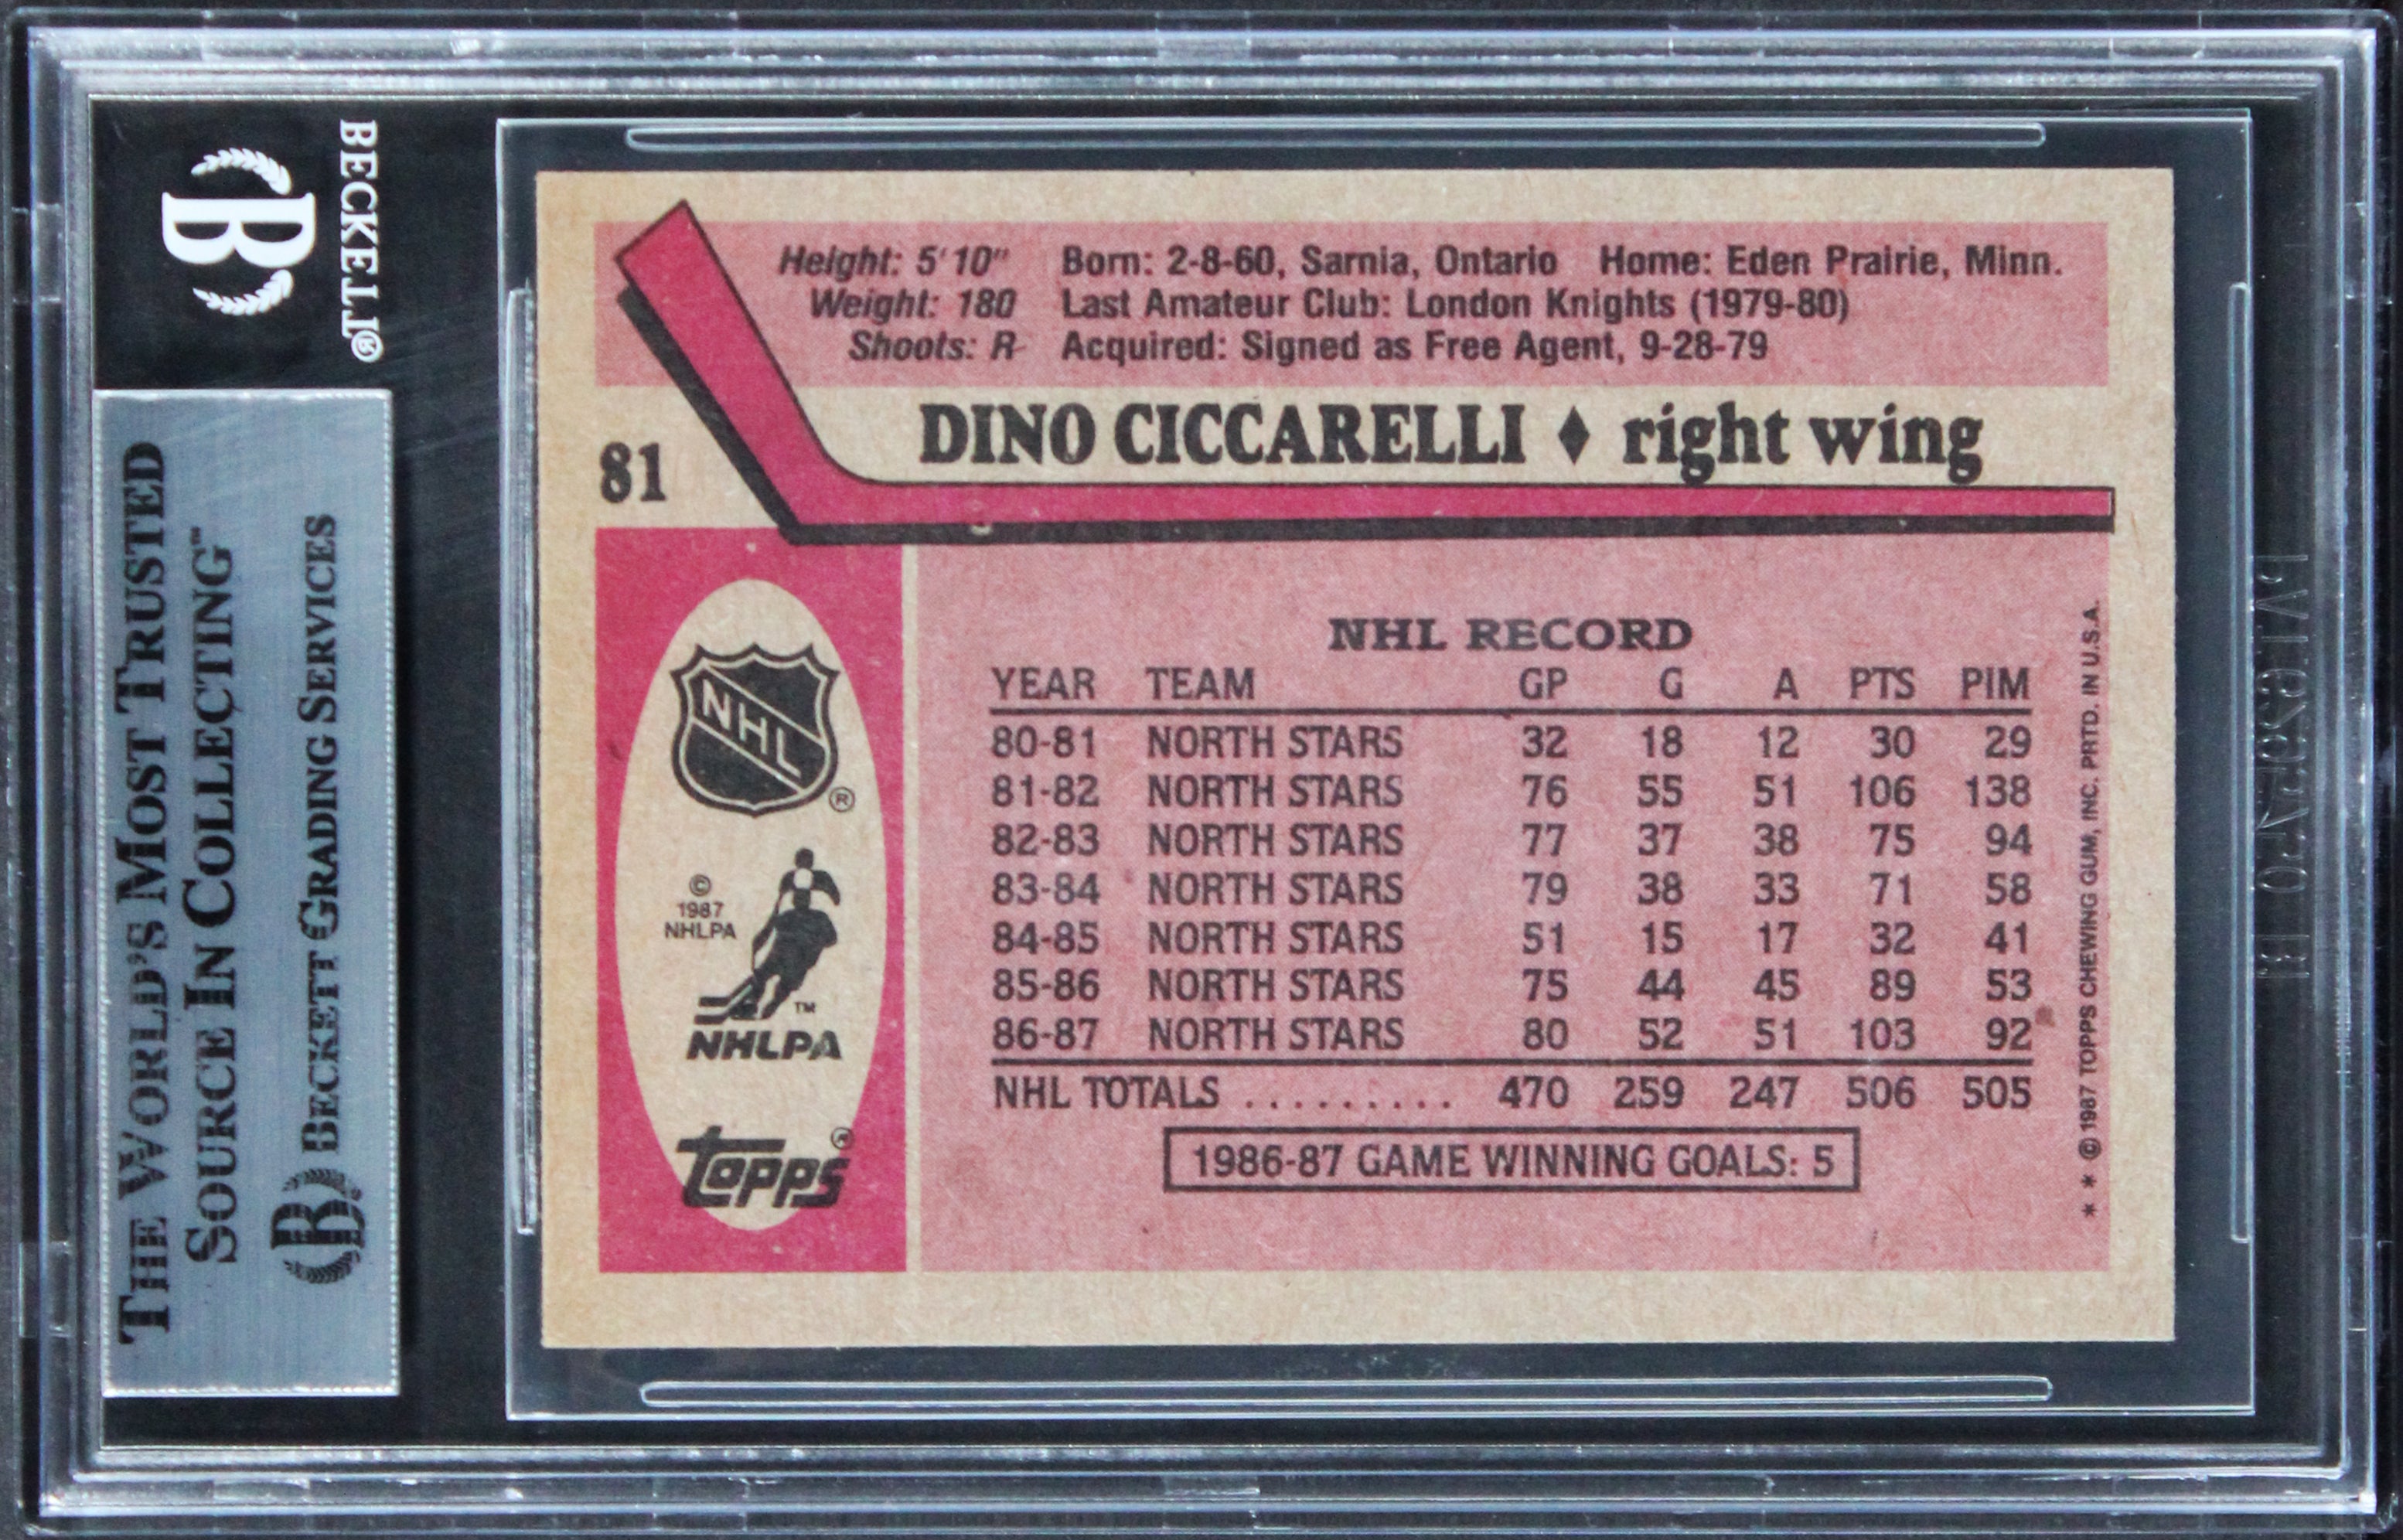 BECKETT®
B
THE WORLD'S MOST TRUSTED
SOURCE IN COLLECTING™
B BECKETT GRADING SERVICES
Height: 5'10" Born: 2-8-60, Sarnia, Ontario Home: Eden Prairie, Minn.
Weight: 180 Last Amateur Club: London Knights (1979-80)
Shoots: R Acquired: Signed as Free Agent, 9-28-79
81 DINO CICCARELLI ♦ right wing
NHL ®
©
1987
NHLPA
TM
NHLPA
topps®
NHL RECORD
YEAR TEAM GP G A PTS PIM
80-81 NORTH STARS 32 18 12 30 29
81-82 NORTH STARS 76 55 51 106 138
82-83 NORTH STARS 77 37 38 75 94
83-84 NORTH STARS 79 38 33 71 58
84-85 NORTH STARS 51 15 17 32 41
85-86 NORTH STARS 75 44 45 89 53
86-87 NORTH STARS 80 52 51 103 92
NHL TOTALS . . . . . . . . . 470 259 247 506 505
1986-87 GAME WINNING GOALS: 5
* * © 1987 TOPPS CHEWING GUM, INC. PRTD. IN U.S.A.